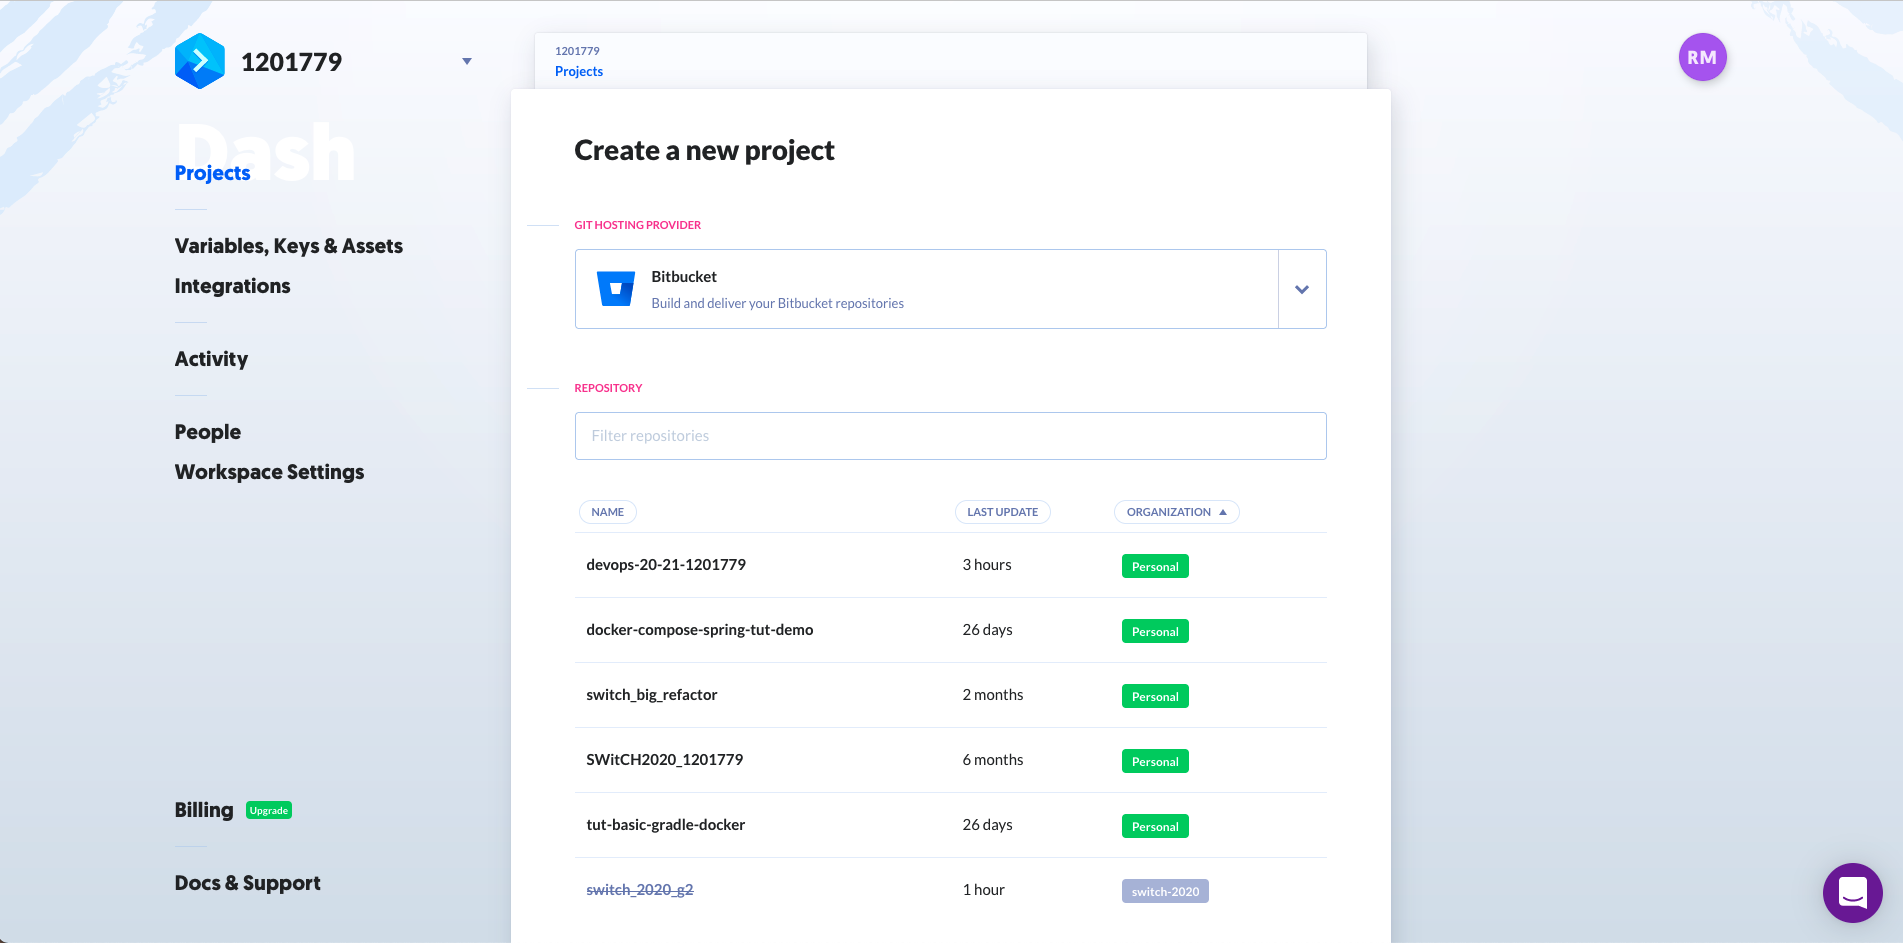 1201779
Dash
Projects
Variables, Keys & Assets
Integrations
Activity
People
Workspace Settings
Billing Upgrade
Docs & Support
1201779
Projects
RM
Create a new project
GIT HOSTING PROVIDER
Bitbucket
Build and deliver your Bitbucket repositories
REPOSITORY
Filter repositories
NAME LAST UPDATE ORGANIZATION
devops-20-21-1201779 3 hours Personal
docker-compose-spring-tut-demo 26 days Personal
switch_big_refactor 2 months Personal
SWitCH2020_1201779 6 months Personal
tut-basic-gradle-docker 26 days Personal
switch_2020_g2 1 hour switch-2020